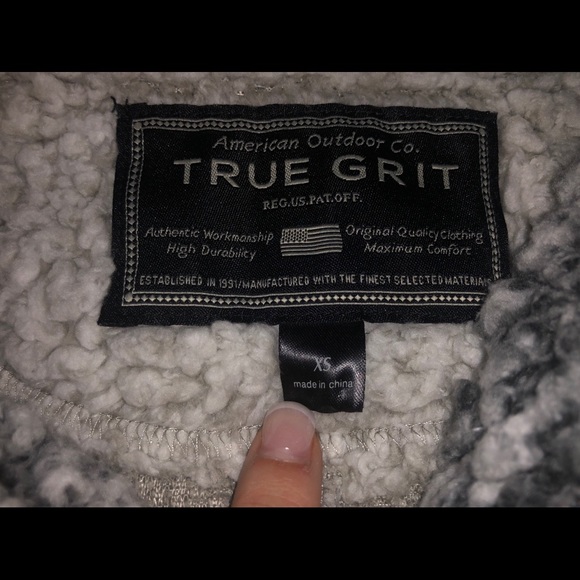 American Outdoor Co.
TRUE GRIT
REG.US.PAT.OFF.
Authentic Workmanship
High Durability
Original Quality Clothing
Maximum Comfort
ESTABLISHED IN 1991/MANUFACTURED WITH THE FINEST SELECTED MATERIALS
XS
made in china